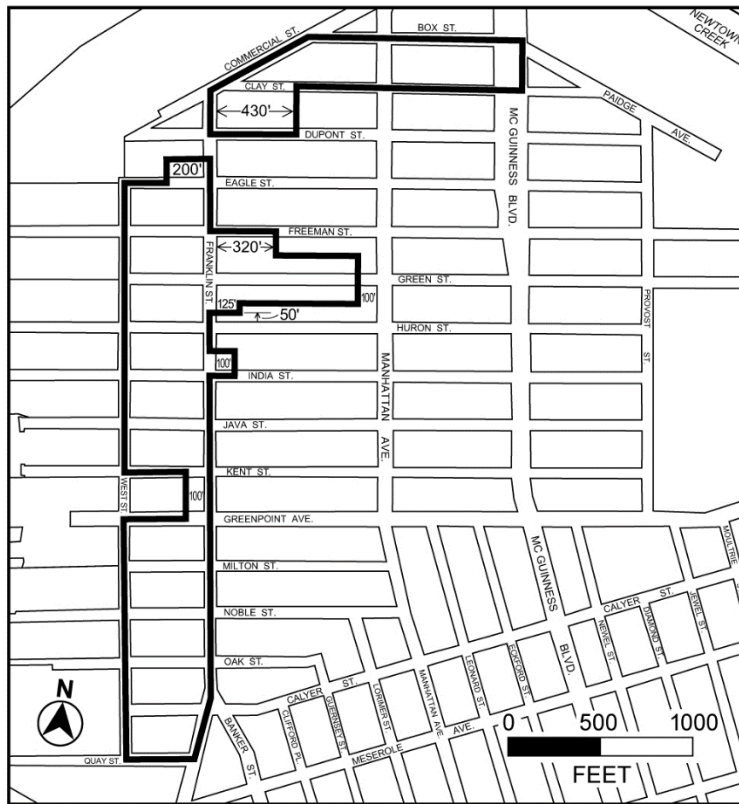 BOX ST.
COMMERCIAL ST.
NEWTOWN
CREEK
CLAY ST.
430'
PAIDGE
AVE.
DUPONT ST.
MC GUINNESS BLVD.
200'
EAGLE ST.
FREEMAN ST.
FRANKLIN ST.
320'
GREEN ST.
125'
100'
50'
PROVOST
ST.
HURON ST.
100'
INDIA ST.
MANHATTAN
AVE.
JAVA ST.
KENT ST.
WEST ST.
100'
GREENPOINT AVE.
MC GUINNESS
BLVD.
MOULTRIE
MILTON ST.
NOBLE ST.
CALYER ST.
JEWEL ST.
DIAMOND ST.
NEWEL ST.
OAK ST.
ECKFORD ST.
LEONARD ST.
MANHATTAN AVE.
LORIMER ST.
CALYER ST.
GUERNSEY ST.
CLIFFORD PL.
BANKER
ST.
MESEROLE AVE.
N
QUAY ST.
0 500 1000
FEET